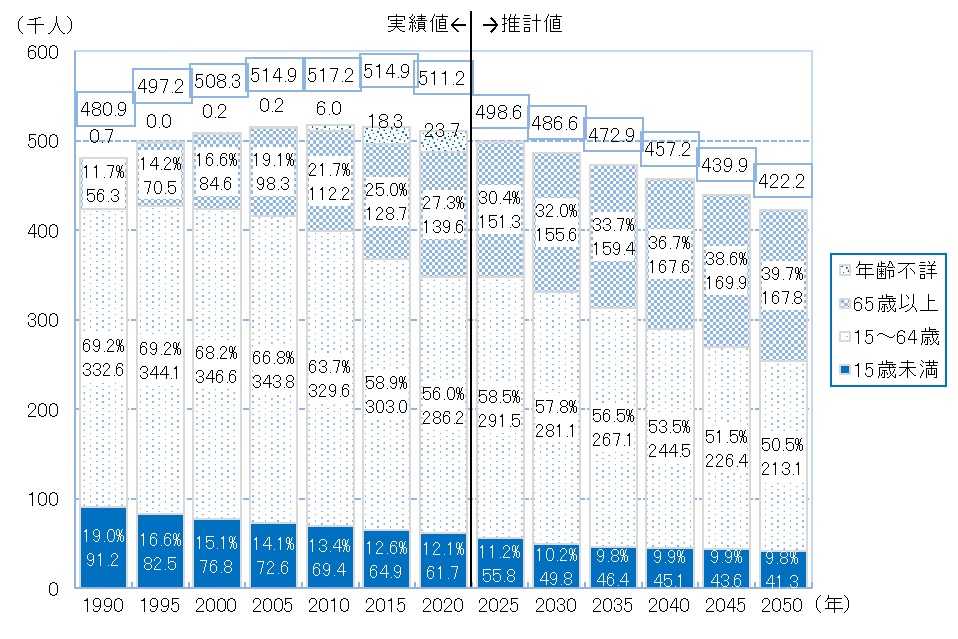 （千人）
実績値← →推計値
600
500
400
300
200
100
0
480.9 497.2 508.3 514.9 517.2 514.9 511.2 498.6 486.6 472.9 457.2 439.9 422.2
0.7 0.0 0.2 0.2 6.0 18.3 23.7
11.7% 14.2% 16.6% 19.1% 21.7% 25.0% 27.3% 30.4% 32.0% 33.7% 36.7% 38.6% 39.7%
56.3 70.5 84.6 98.3 112.2 128.7 139.6 151.3 155.6 159.4 167.6 169.9 167.8
69.2% 69.2% 68.2% 66.8% 63.7% 58.9% 56.0% 58.5% 57.8% 56.5% 53.5% 51.5% 50.5%
332.6 344.1 346.6 343.8 329.6 303.0 286.2 291.5 281.1 267.1 244.5 226.4 213.1
19.0% 16.6% 15.1% 14.1% 13.4% 12.6% 12.1% 11.2% 10.2% 9.8% 9.9% 9.9% 9.8%
91.2 82.5 76.8 72.6 69.4 64.9 61.7 55.8 49.8 46.4 45.1 43.6 41.3
1990 1995 2000 2005 2010 2015 2020 2025 2030 2035 2040 2045 2050 （年）
年齢不詳
65歳以上
15～64歳
15歳未満